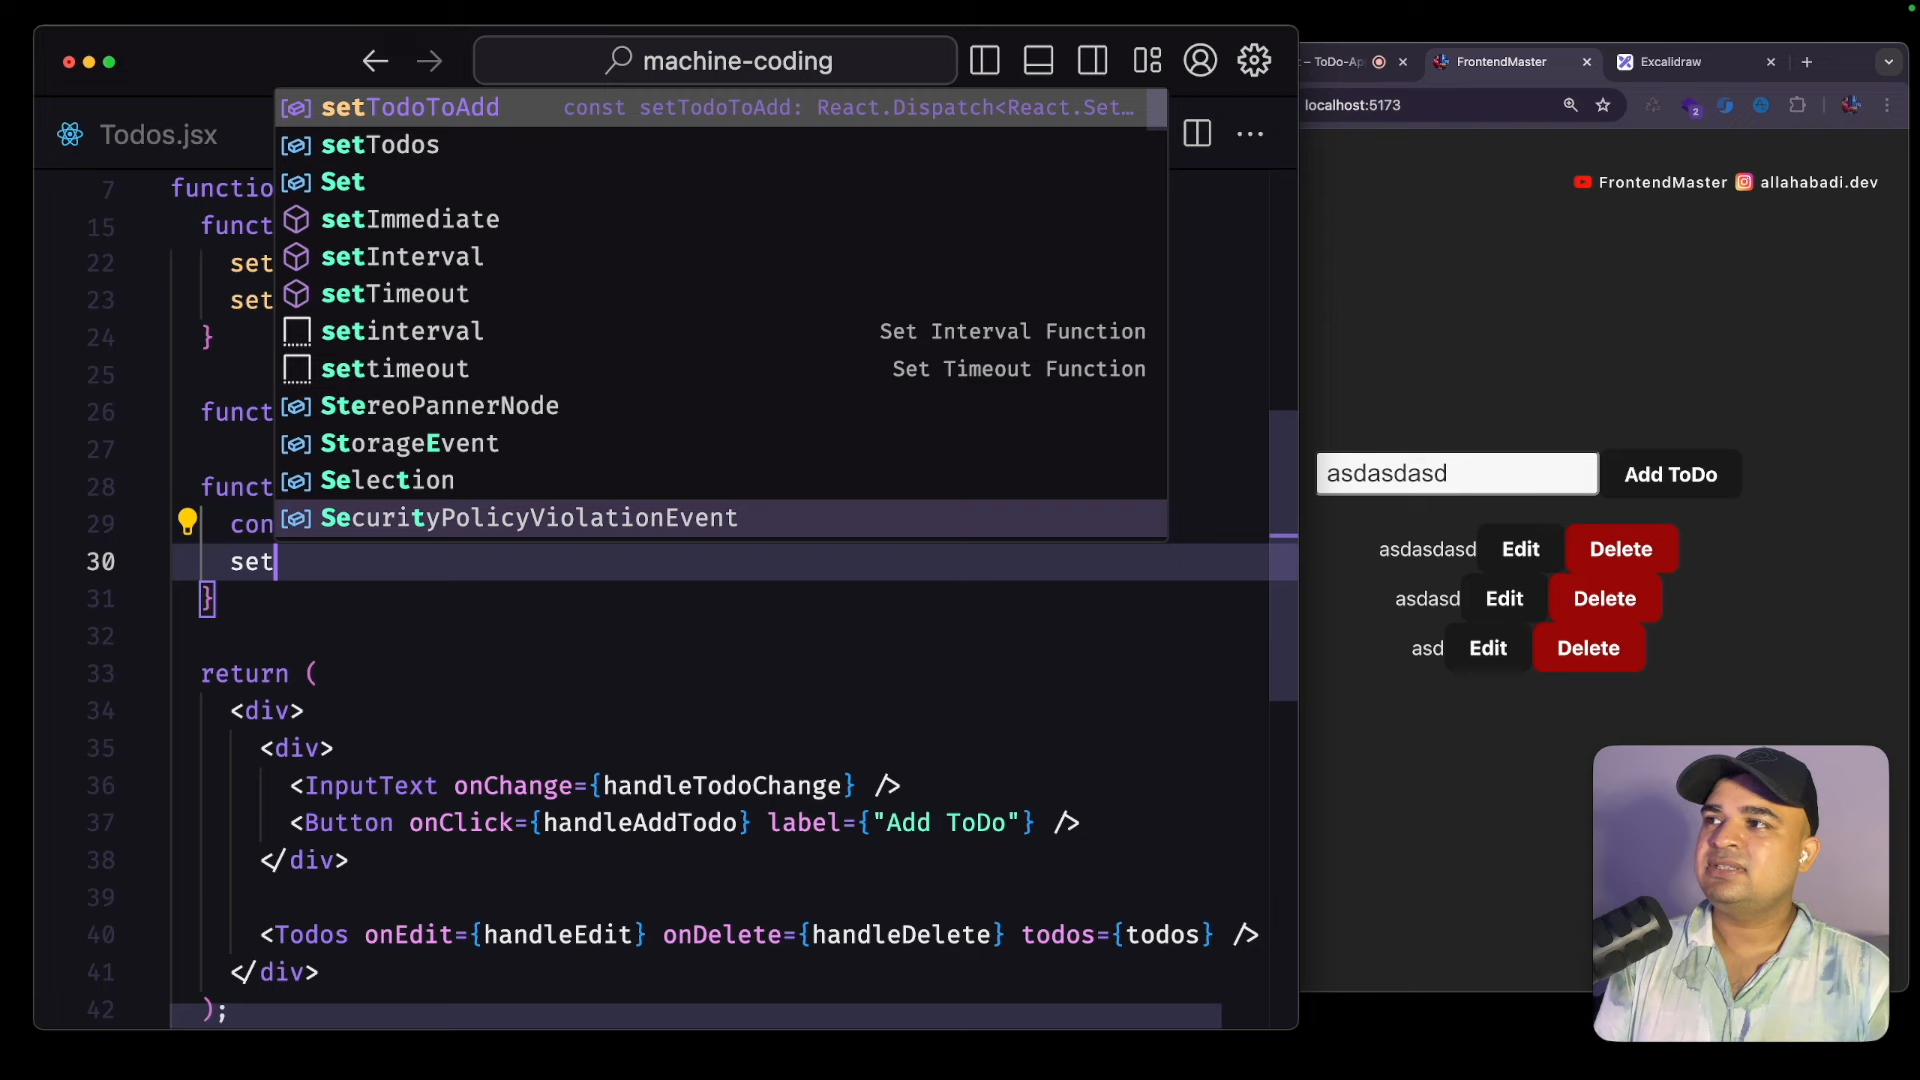 machine-coding
Todos.jsx
setTodoToAdd const setTodoToAdd: React.Dispatch<React.Set…
setTodos
Set
setImmediate
setInterval
setTimeout
setinterval Set Interval Function
settimeout Set Timeout Function
StereoPannerNode
StorageEvent
Selection
SecurityPolicyViolationEvent
7 functio
15 funct
22 set
23 set
24 }
25
26 funct
27
28 funct
29 con
30 set
31 }
32
33 return (
34 <div>
35 <div>
36 <InputText onChange={handleTodoChange} />
37 <Button onClick={handleAddTodo} label={"Add ToDo"} />
38 </div>
39
40 <Todos onEdit={handleEdit} onDelete={handleDelete} todos={todos} />
41 </div>
42 );
– ToDo-Ap
FrontendMaster
Excalidraw
localhost:5173
2
FrontendMaster allahabadi.dev
asdasdasd Add ToDo
asdasdasd Edit Delete
asdasd Edit Delete
asd Edit Delete